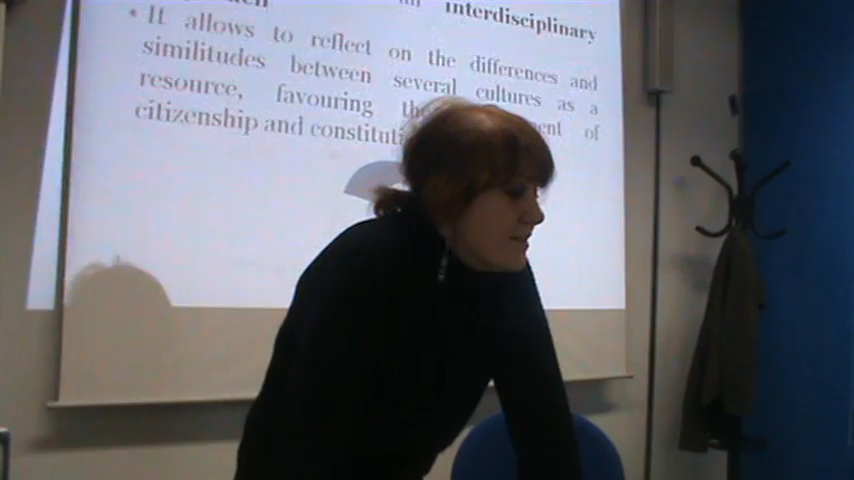 interdisciplinary
• It allows to reflect on the differences and
similitudes between several cultures as a
resource, favouring of
citizenship and